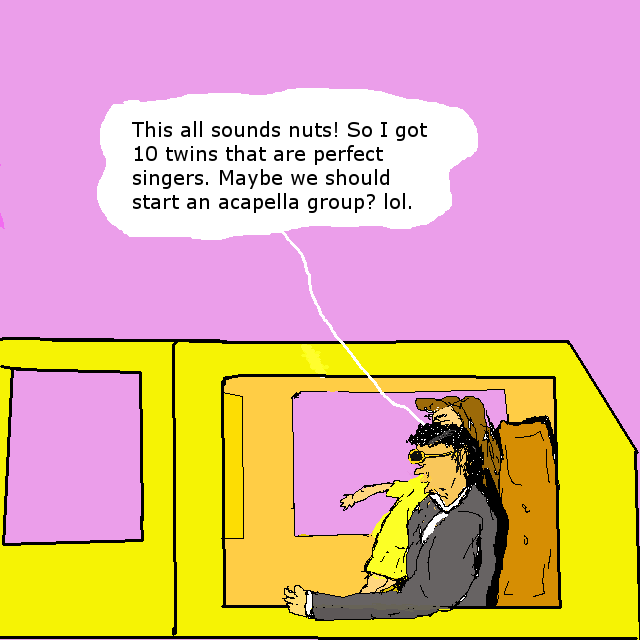 This all sounds nuts! So I got
10 twins that are perfect
singers. Maybe we should
start an acapella group? lol.